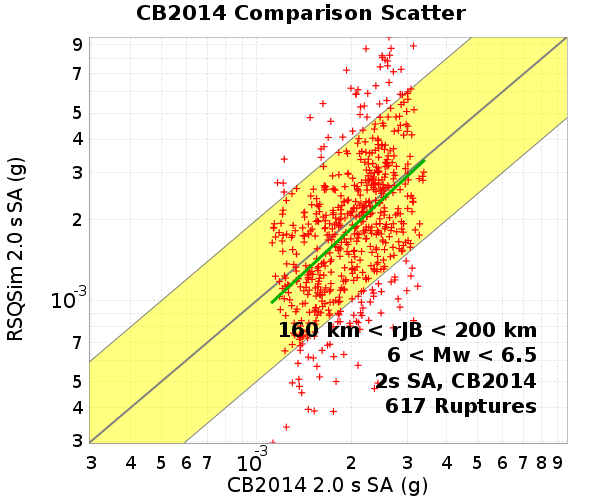 CB2014 Comparison Scatter
RSQSim 2.0 s SA (g)
9
7
5
4
3
2
10-3
7
5
4
3
160 km < rJB < 200 km
6 < Mw < 6.5
2s SA, CB2014
617 Ruptures
3 4 5 6 7 10-3 2 3 4 5 6 7 8 9
CB2014 2.0 s SA (g)